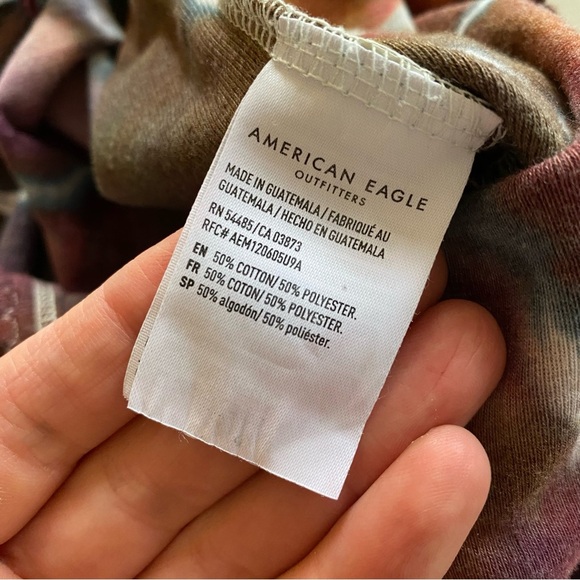 AMERICAN EAGLE
OUTFITTERS
MADE IN GUATEMALA / FABRIQUÉ AU
GUATEMALA / HECHO EN GUATEMALA
RN 54485/ CA 03873
RFC# AEM120605U9A
EN 50% COTTON/ 50% POLYESTER.
FR 50% COTON/ 50% POLYESTER.
SP 50% algodón/ 50% poliéster.